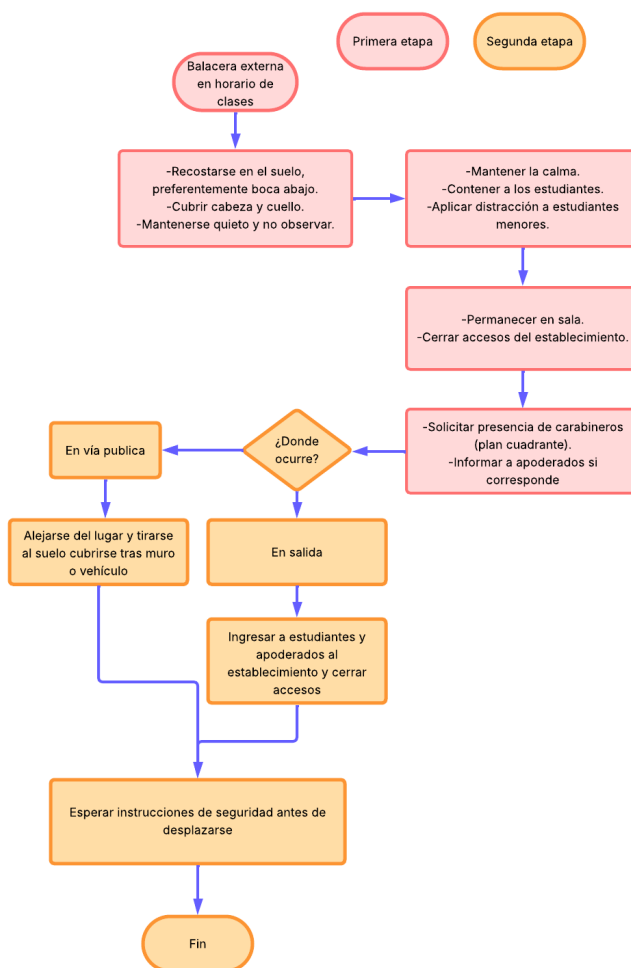 Primera etapa
Segunda etapa
Balacera externa
en horario de
clases
-Recostarse en el suelo,
preferentemente boca abajo.
-Cubrir cabeza y cuello.
-Mantenerse quieto y no observar.
-Mantener la calma.
-Contener a los estudiantes.
-Aplicar distracción a estudiantes
menores.
-Permanecer en sala.
-Cerrar accesos del establecimiento.
-Solicitar presencia de carabineros
(plan cuadrante).
-Informar a apoderados si
corresponde
¿Donde
ocurre?
En vía publica
Alejarse del lugar y tirarse
al suelo cubrirse tras muro
o vehículo
En salida
Ingresar a estudiantes y
apoderados al
establecimiento y cerrar
accesos
Esperar instrucciones de seguridad antes de
desplazarse
Fin